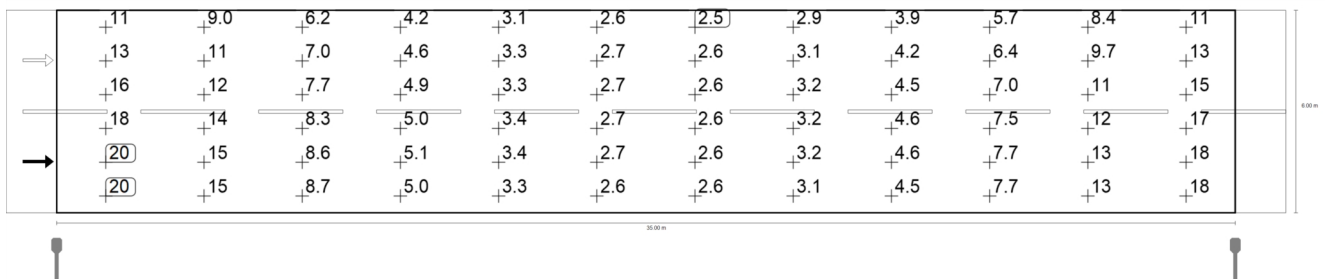 11 9.0 6.2 4.2 3.1 2.6 2.5 2.9 3.9 5.7 8.4 11
13 11 7.0 4.6 3.3 2.7 2.6 3.1 4.2 6.4 9.7 13
16 12 7.7 4.9 3.3 2.7 2.6 3.2 4.5 7.0 11 15
6.00 m
18 14 8.3 5.0 3.4 2.7 2.6 3.2 4.6 7.5 12 17
20 15 8.6 5.1 3.4 2.7 2.6 3.2 4.6 7.7 13 18
20 15 8.7 5.0 3.3 2.6 2.6 3.1 4.5 7.7 13 18
35.00 m